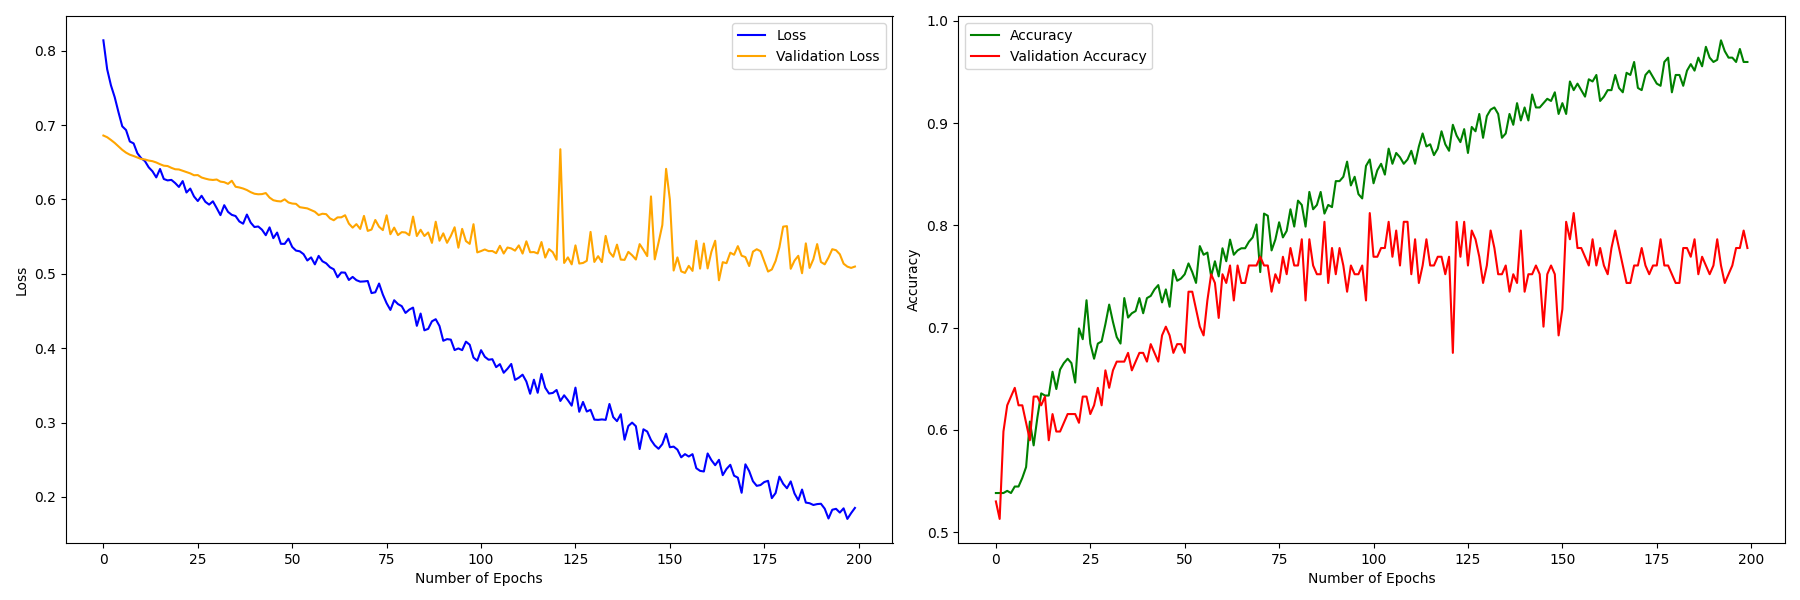 Loss
Validation Loss
0.8
0.7
0.6
0.5
0.4
0.3
0.2
Loss
0 25 50 75 100 125 150 175 200
Number of Epochs
Accuracy
Validation Accuracy
1.0
0.9
0.8
0.7
0.6
0.5
Accuracy
0 25 50 75 100 125 150 175 200
Number of Epochs